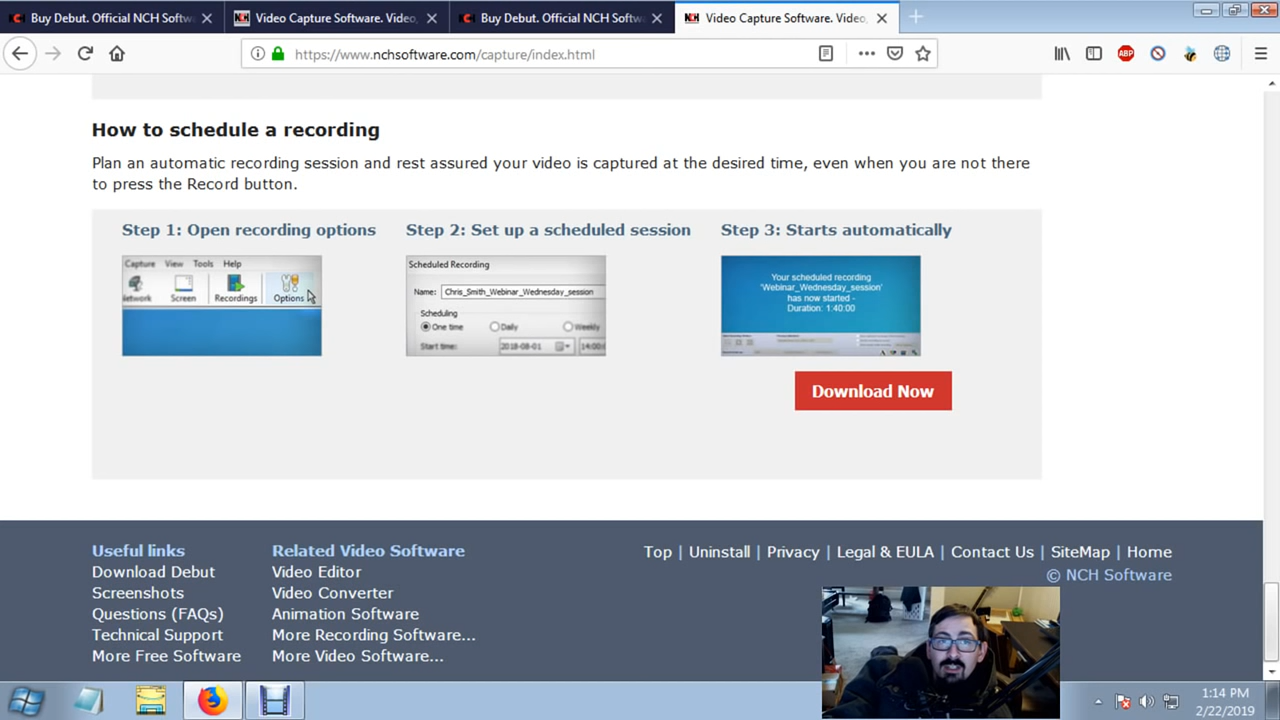 Buy Debut. Official NCH Softw
Video Capture Software. Video,
Buy Debut. Official NCH Softw
Video Capture Software. Video,
https://www.nchsoftware.com/capture/index.html
ABP
How to schedule a recording
Plan an automatic recording session and rest assured your video is captured at the desired time, even when you are not there
to press the Record button.
Step 1: Open recording options
Step 2: Set up a scheduled session
Step 3: Starts automatically
Capture View Tools Help
etwork Screen Recordings Options
Scheduled Recording
Name: Chris_Smith_Webinar_Wednesday_session
Scheduling
One time Daily Weekly
Start time: 2018-08-01 14:00:
Your scheduled recording
'Webinar_Wednesday_session'
has now started -
Duration: 1:40:00
Download Now
Useful links
Download Debut
Screenshots
Questions (FAQs)
Technical Support
More Free Software
Related Video Software
Video Editor
Video Converter
Animation Software
More Recording Software...
More Video Software...
Top | Uninstall | Privacy | Legal & EULA | Contact Us | SiteMap | Home
© NCH Software
1:14 PM
2/22/2019